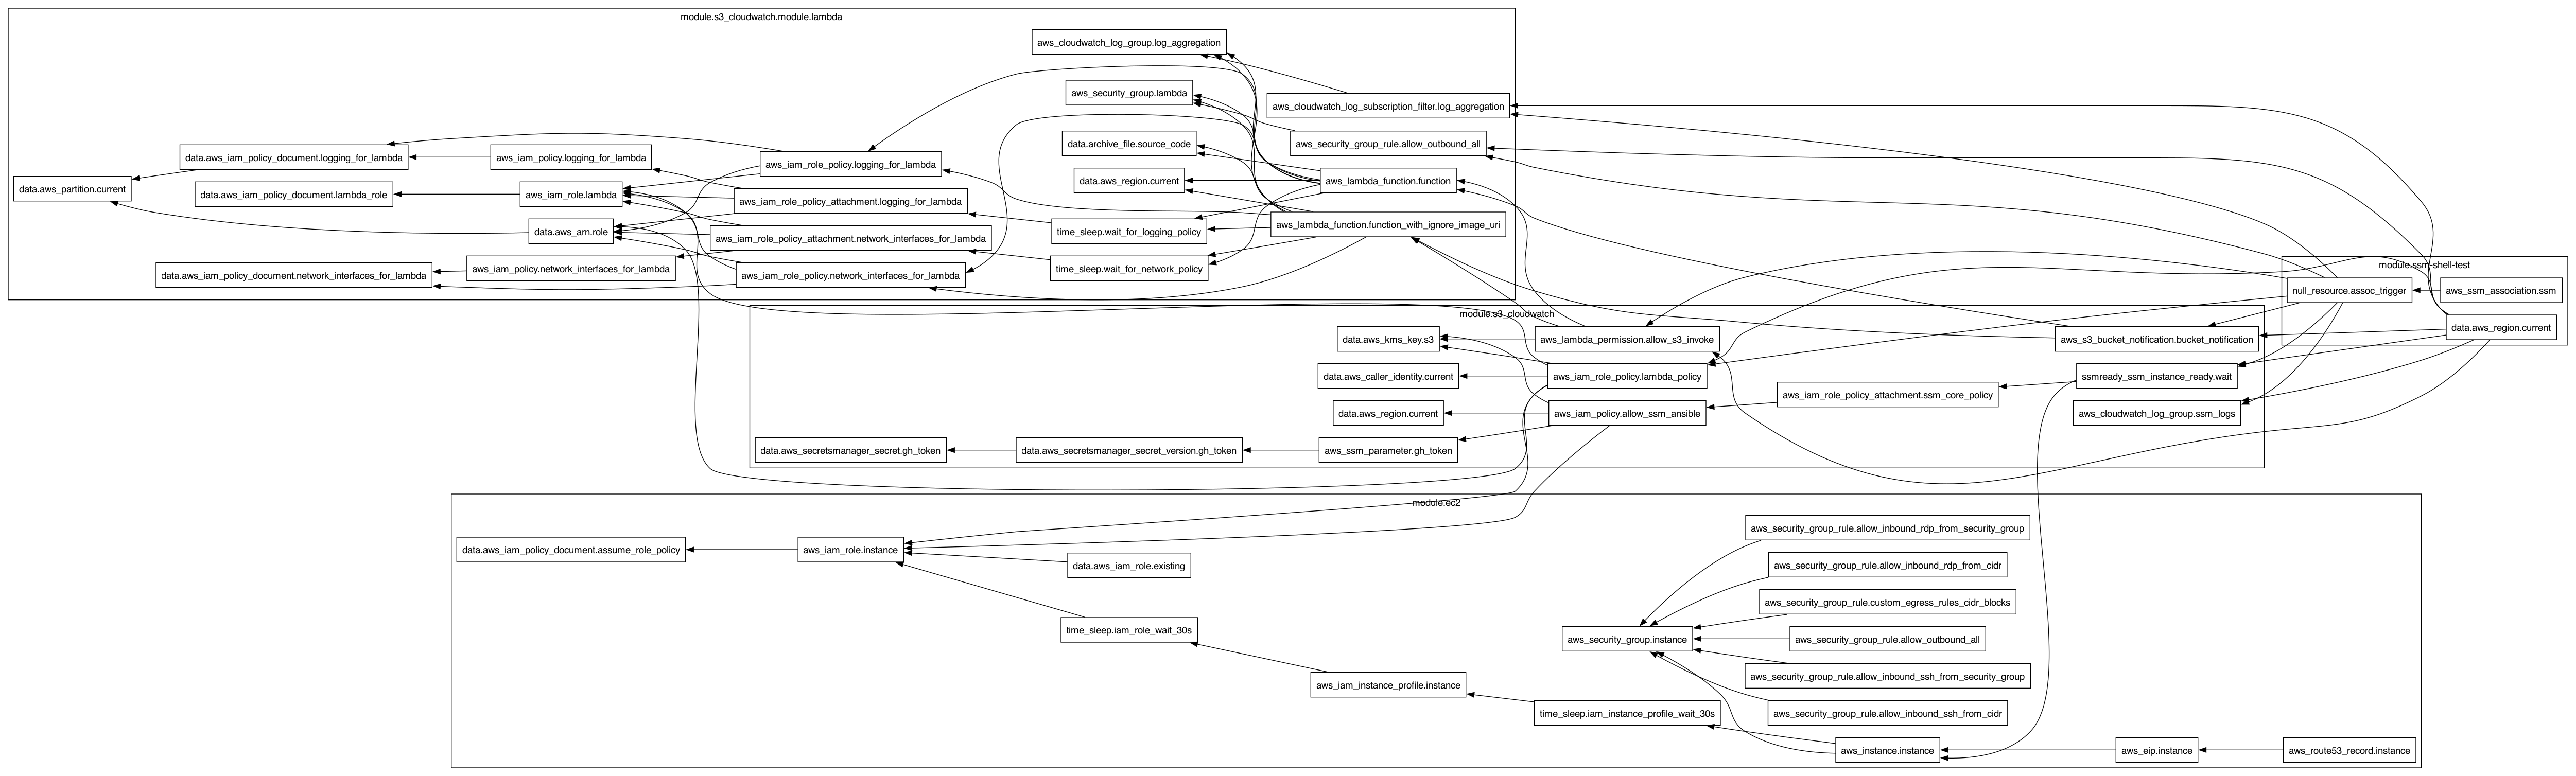 module.s3_cloudwatch.module.lambda
aws_cloudwatch_log_group.log_aggregation
aws_security_group.lambda
aws_cloudwatch_log_subscription_filter.log_aggregation
data.archive_file.source_code
aws_security_group_rule.allow_outbound_all
data.aws_iam_policy_document.logging_for_lambda
aws_iam_policy.logging_for_lambda
aws_iam_role_policy.logging_for_lambda
data.aws_region.current
aws_lambda_function.function
data.aws_partition.current
data.aws_iam_policy_document.lambda_role
aws_iam_role.lambda
aws_iam_role_policy_attachment.logging_for_lambda
data.aws_arn.role
aws_iam_role_policy_attachment.network_interfaces_for_lambda
time_sleep.wait_for_logging_policy
aws_lambda_function.function_with_ignore_image_uri
data.aws_iam_policy_document.network_interfaces_for_lambda
aws_iam_policy.network_interfaces_for_lambda
aws_iam_role_policy.network_interfaces_for_lambda
time_sleep.wait_for_network_policy
module.ssm-shell-test
null_resource.assoc_trigger
aws_ssm_association.ssm
data.aws_region.current
module.s3_cloudwatch
data.aws_kms_key.s3
aws_lambda_permission.allow_s3_invoke
aws_s3_bucket_notification.bucket_notification
data.aws_caller_identity.current
aws_iam_role_policy.lambda_policy
ssmready_ssm_instance_ready.wait
aws_iam_role_policy_attachment.ssm_core_policy
data.aws_region.current
aws_iam_policy.allow_ssm_ansible
aws_cloudwatch_log_group.ssm_logs
data.aws_secretsmanager_secret.gh_token
data.aws_secretsmanager_secret_version.gh_token
aws_ssm_parameter.gh_token
module.ec2
aws_security_group_rule.allow_inbound_rdp_from_security_group
data.aws_iam_policy_document.assume_role_policy
aws_iam_role.instance
data.aws_iam_role.existing
aws_security_group_rule.allow_inbound_rdp_from_cidr
aws_security_group_rule.custom_egress_rules_cidr_blocks
time_sleep.iam_role_wait_30s
aws_security_group.instance
aws_security_group_rule.allow_outbound_all
aws_security_group_rule.allow_inbound_ssh_from_security_group
aws_iam_instance_profile.instance
time_sleep.iam_instance_profile_wait_30s
aws_security_group_rule.allow_inbound_ssh_from_cidr
aws_instance.instance
aws_eip.instance
aws_route53_record.instance